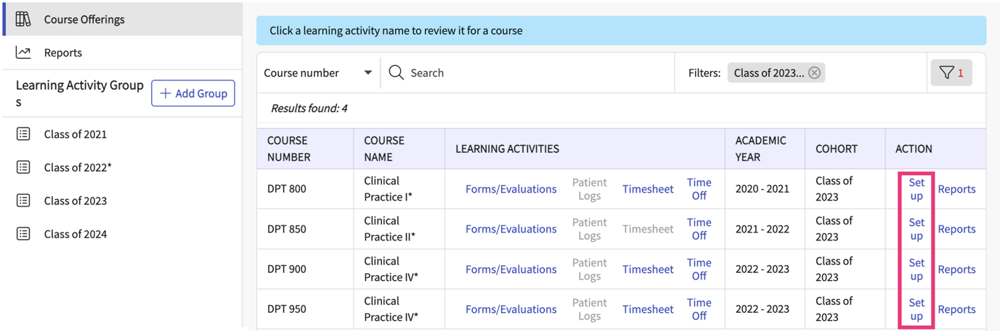 Course Offerings
Reports
Learning Activity Group
s
+ Add Group
Class of 2021
Class of 2022*
Class of 2023
Class of 2024
Click a learning activity name to review it for a course
Course number
Search
Filters:
Class of 2023...
1
Results found: 4
COURSE
NUMBER
COURSE
NAME
LEARNING ACTIVITIES
ACADEMIC
YEAR
COHORT
ACTION
DPT 800
Clinical
Practice I*
Forms/Evaluations
Patient
Logs
Timesheet
Time
Off
2020 - 2021
Class of
2023
Set
up
Reports
DPT 850
Clinical
Practice II*
Forms/Evaluations
Patient
Logs
Timesheet
Time
Off
2021 - 2022
Class of
2023
Set
up
Reports
DPT 900
Clinical
Practice IV*
Forms/Evaluations
Patient
Logs
Timesheet
Time
Off
2022 - 2023
Class of
2023
Set
up
Reports
DPT 950
Clinical
Practice IV*
Forms/Evaluations
Patient
Logs
Timesheet
Time
Off
2022 - 2023
Class of
2023
Set
up
Reports